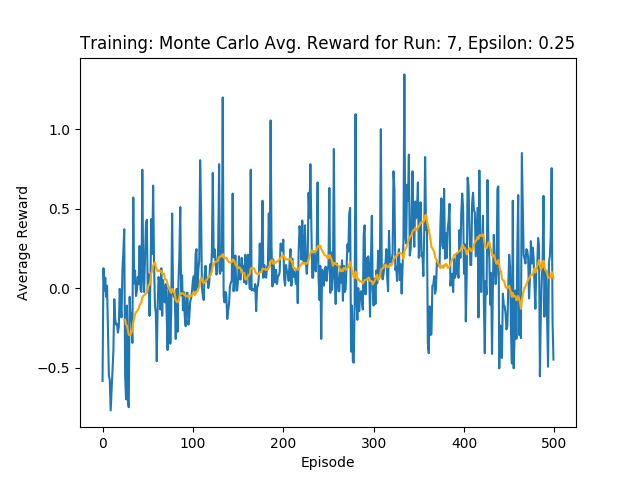 Training: Monte Carlo Avg. Reward for Run: 7, Epsilon: 0.25
1.0
0.5
0.0
−0.5
Average Reward
0 100 200 300 400 500
Episode